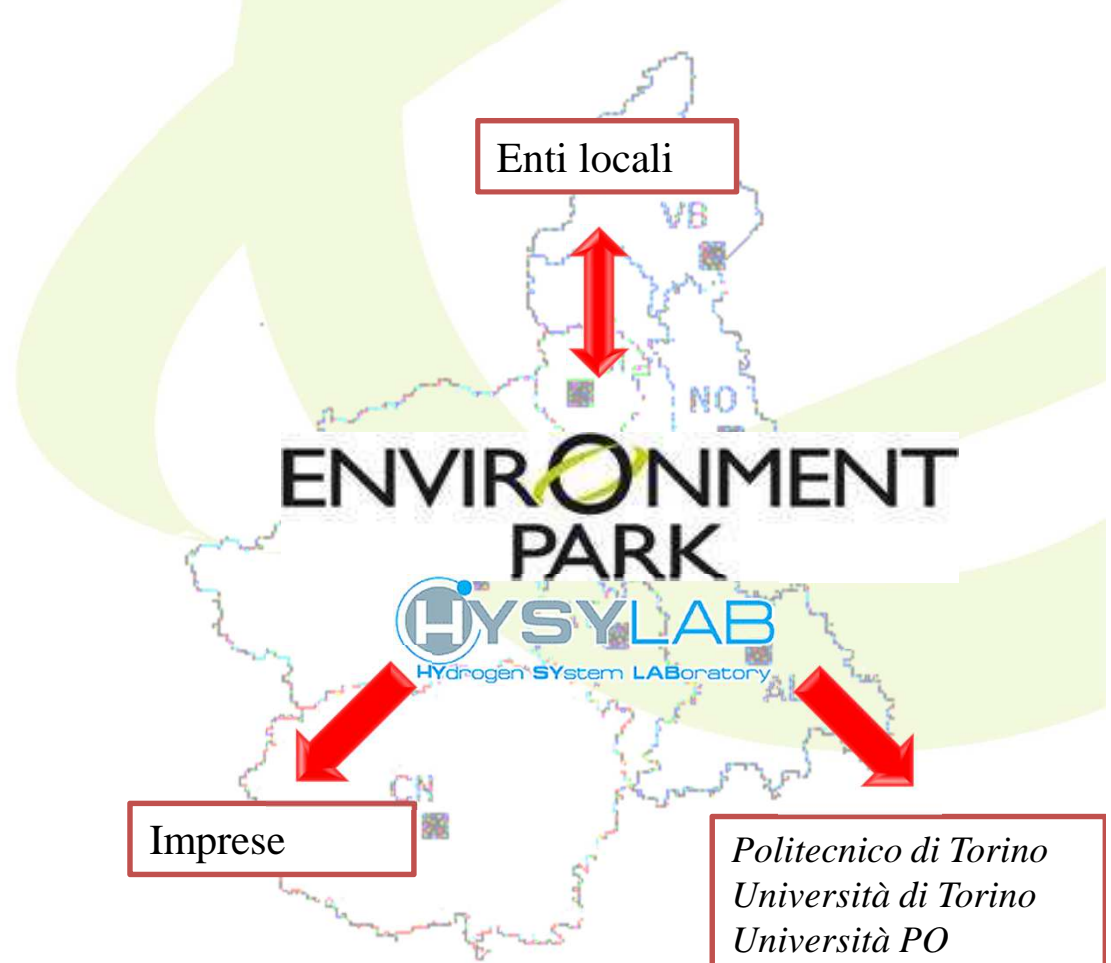 Enti locali
VB
NO
ENVIRONMENT
PARK
HYSYLAB
HYdrogen SYstem LABoratory
AL
CN
Imprese
Politecnico di Torino
Università di Torino
Università PO